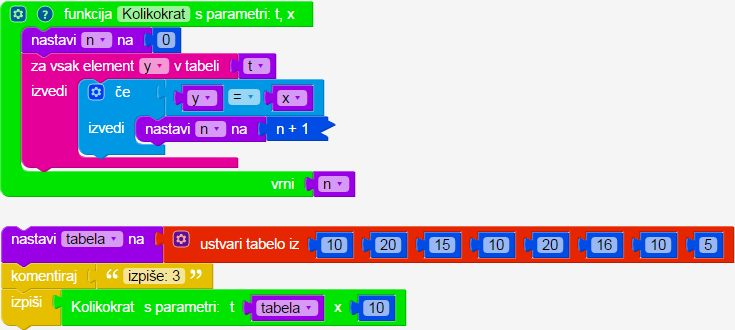 funkcija Kolikokrat s parametri: t, x
nastavi n na 0
za vsak element y v tabeli t
izvedi če y = x
izvedi nastavi n na n + 1
vrni n
nastavi tabela na ustvari tabelo iz 10 20 15 10 20 16 10 5
komentiraj “ izpiše: 3 ”
izpiši Kolikokrat s parametri: t tabela x 10